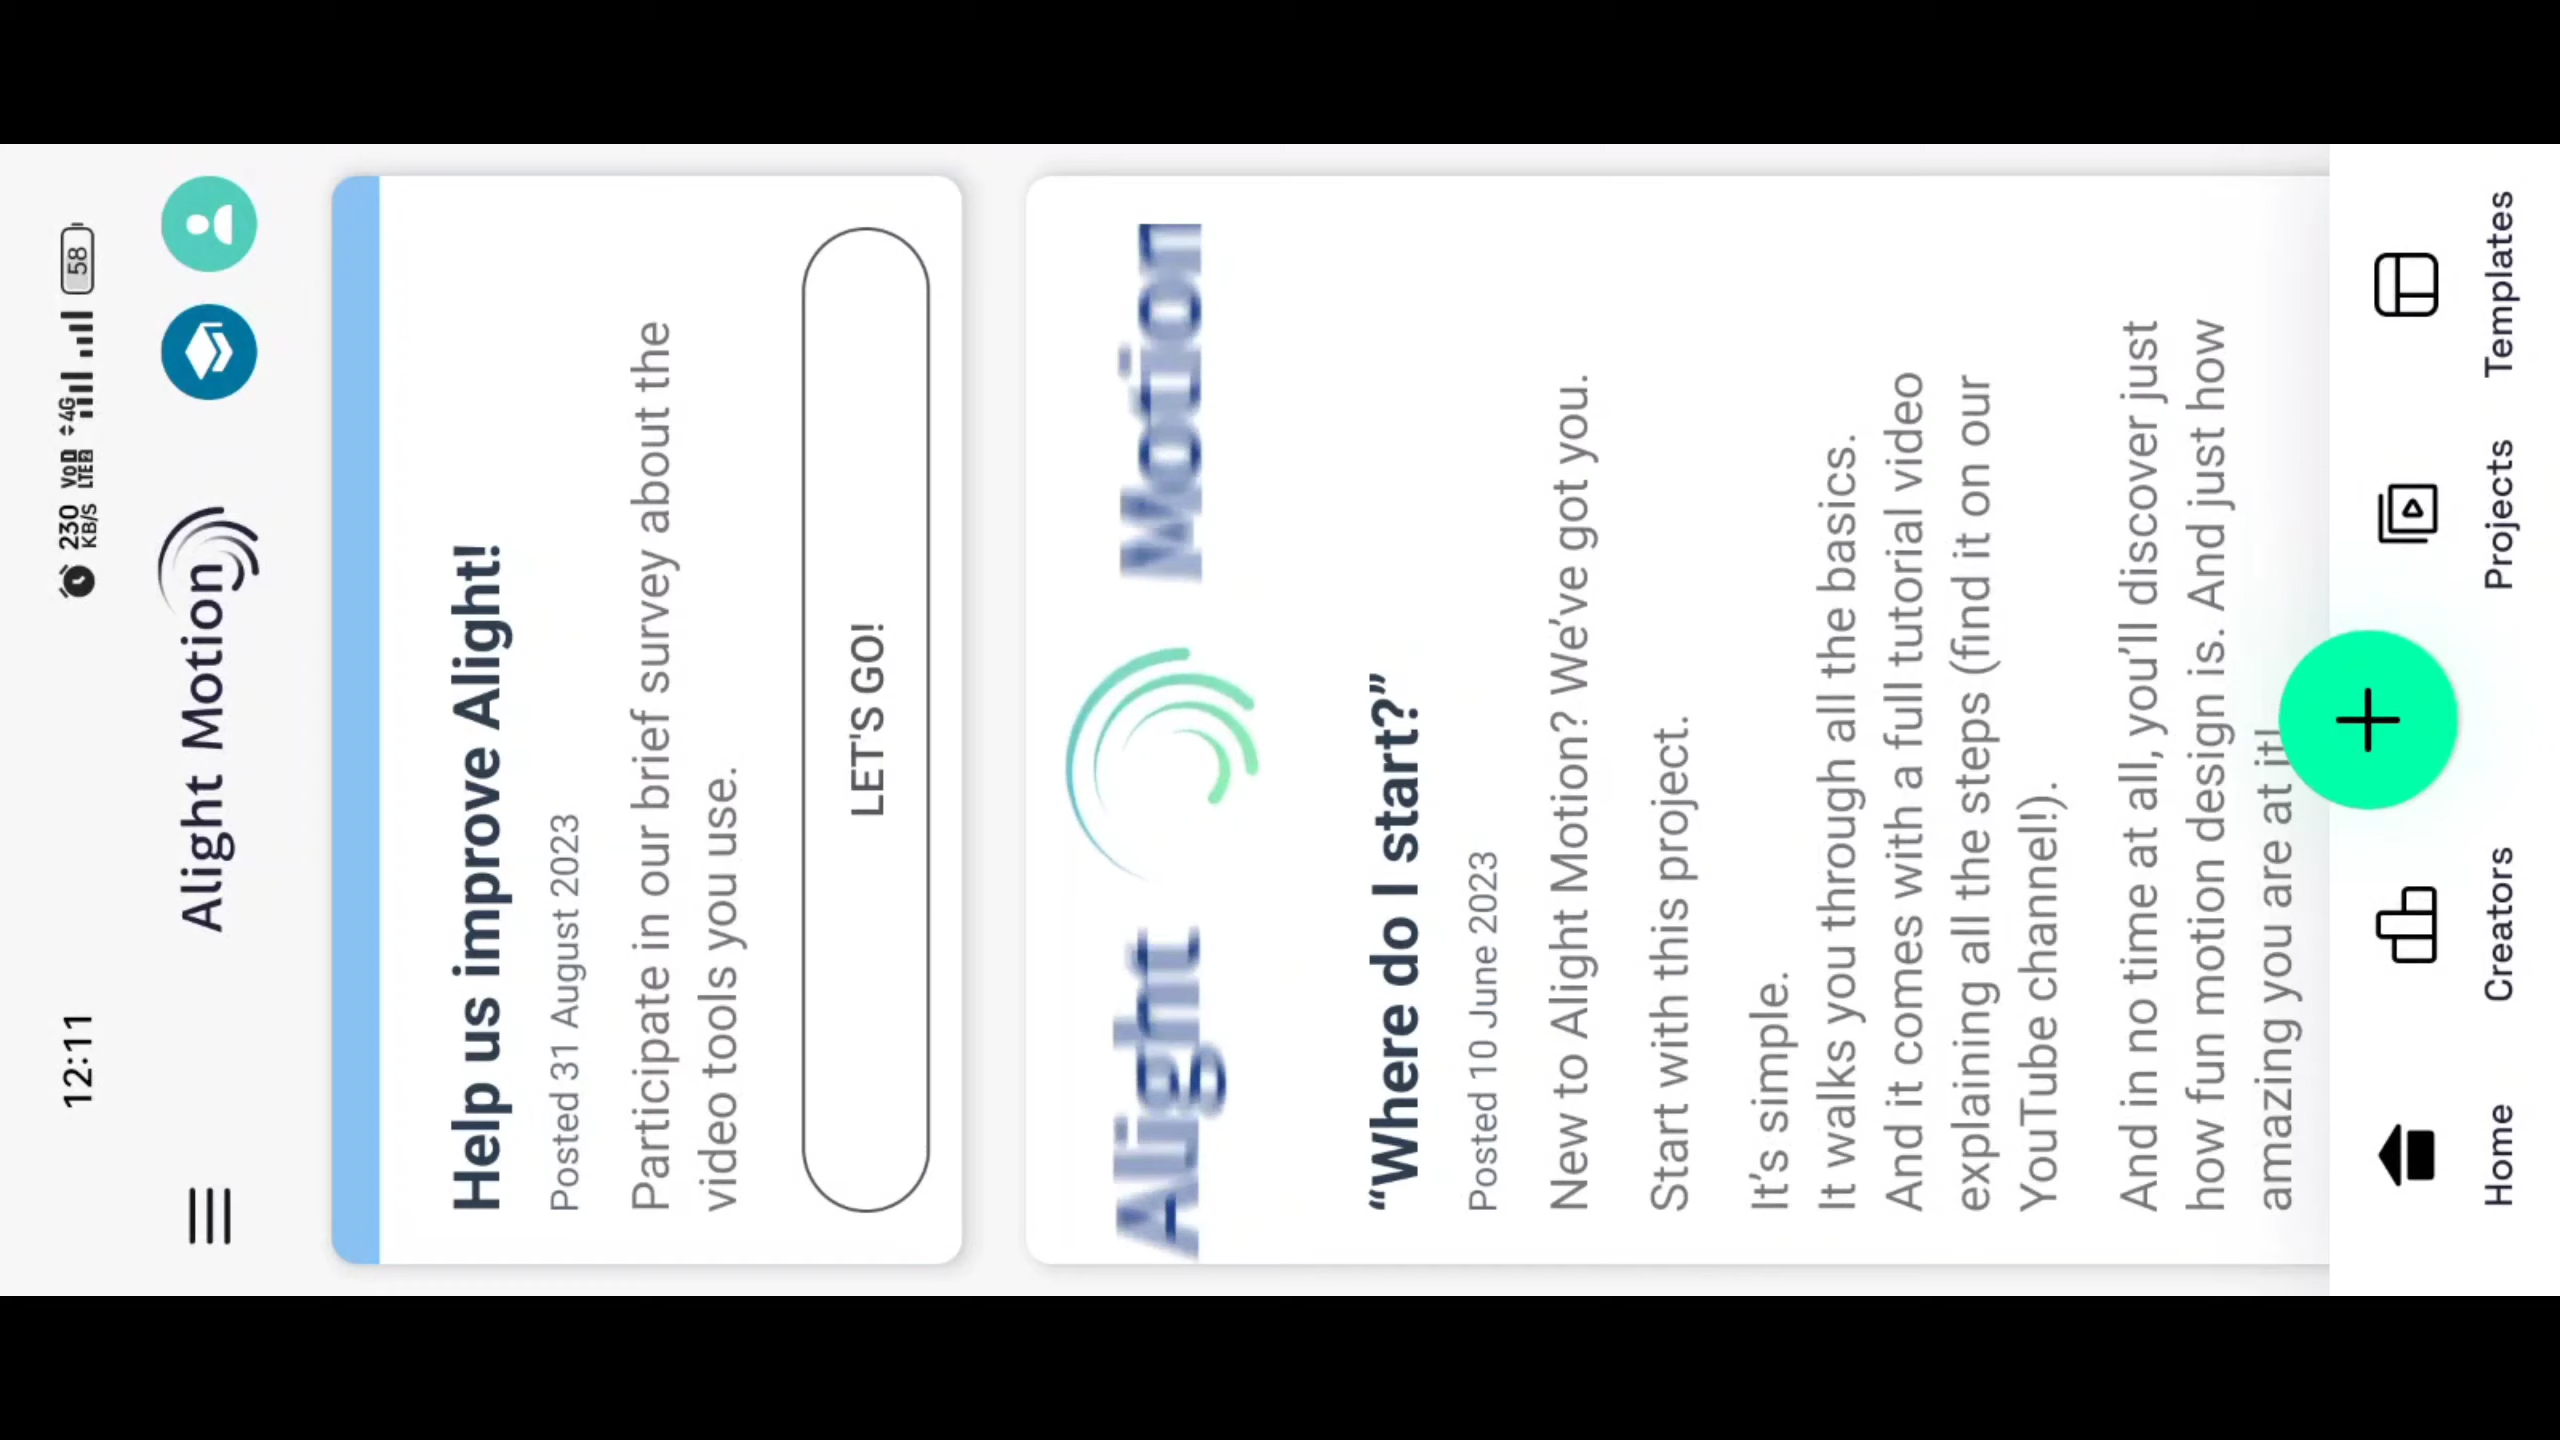 12:11
230 KB/S
VoD LTE2
4G
58
Alight Motion
Help us improve Alight!
Posted 31 August 2023
Participate in our brief survey about the
video tools you use.
LET'S GO!
Alight Motion
“Where do I start?”
Posted 10 June 2023
New to Alight Motion? We’ve got you.
Start with this project.
It’s simple.
It walks you through all the basics.
And it comes with a full tutorial video
explaining all the steps (find it on our
YouTube channel!).
And in no time at all, you’ll discover just
how fun motion design is. And just how
amazing you are at it!
Home
Creators
Projects
Templates